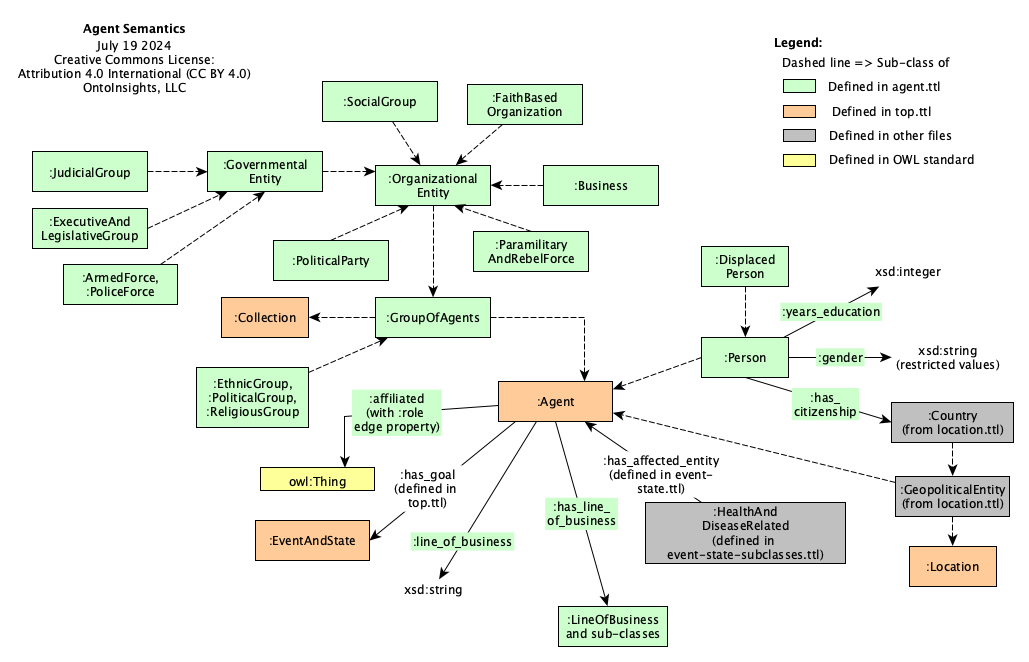 Agent Semantics
July 19 2024
Creative Commons License:
Attribution 4.0 International (CC BY 4.0)
OntoInsights, LLC
Legend:
Dashed line => Sub-class of
Defined in agent.ttl
Defined in top.ttl
Defined in other files
Defined in OWL standard
:SocialGroup
:FaithBased
Organization
:JudicialGroup
:Governmental
Entity
:Organizational
Entity
:Business
:ExecutiveAnd
LegislativeGroup
:ArmedForce,
:PoliceForce
:PoliticalParty
:Paramilitary
AndRebelForce
:Displaced
Person
xsd:integer
:years_education
:Collection
:GroupOfAgents
:Person
:gender
xsd:string
(restricted values)
:EthnicGroup,
:PoliticalGroup,
:ReligiousGroup
:affiliated
(with :role
edge property)
:Agent
:has_
citizenship
:Country
(from location.ttl)
owl:Thing
:has_goal
(defined in
top.ttl)
:has_affected_entity
(defined in event-
state.ttl)
:GeopoliticalEntity
(from location.ttl)
:EventAndState
:line_of_business
:has_line_
of_business
:HealthAnd
DiseaseRelated
(defined in
event-state-subclasses.ttl)
:Location
xsd:string
:LineOfBusiness
and sub-classes